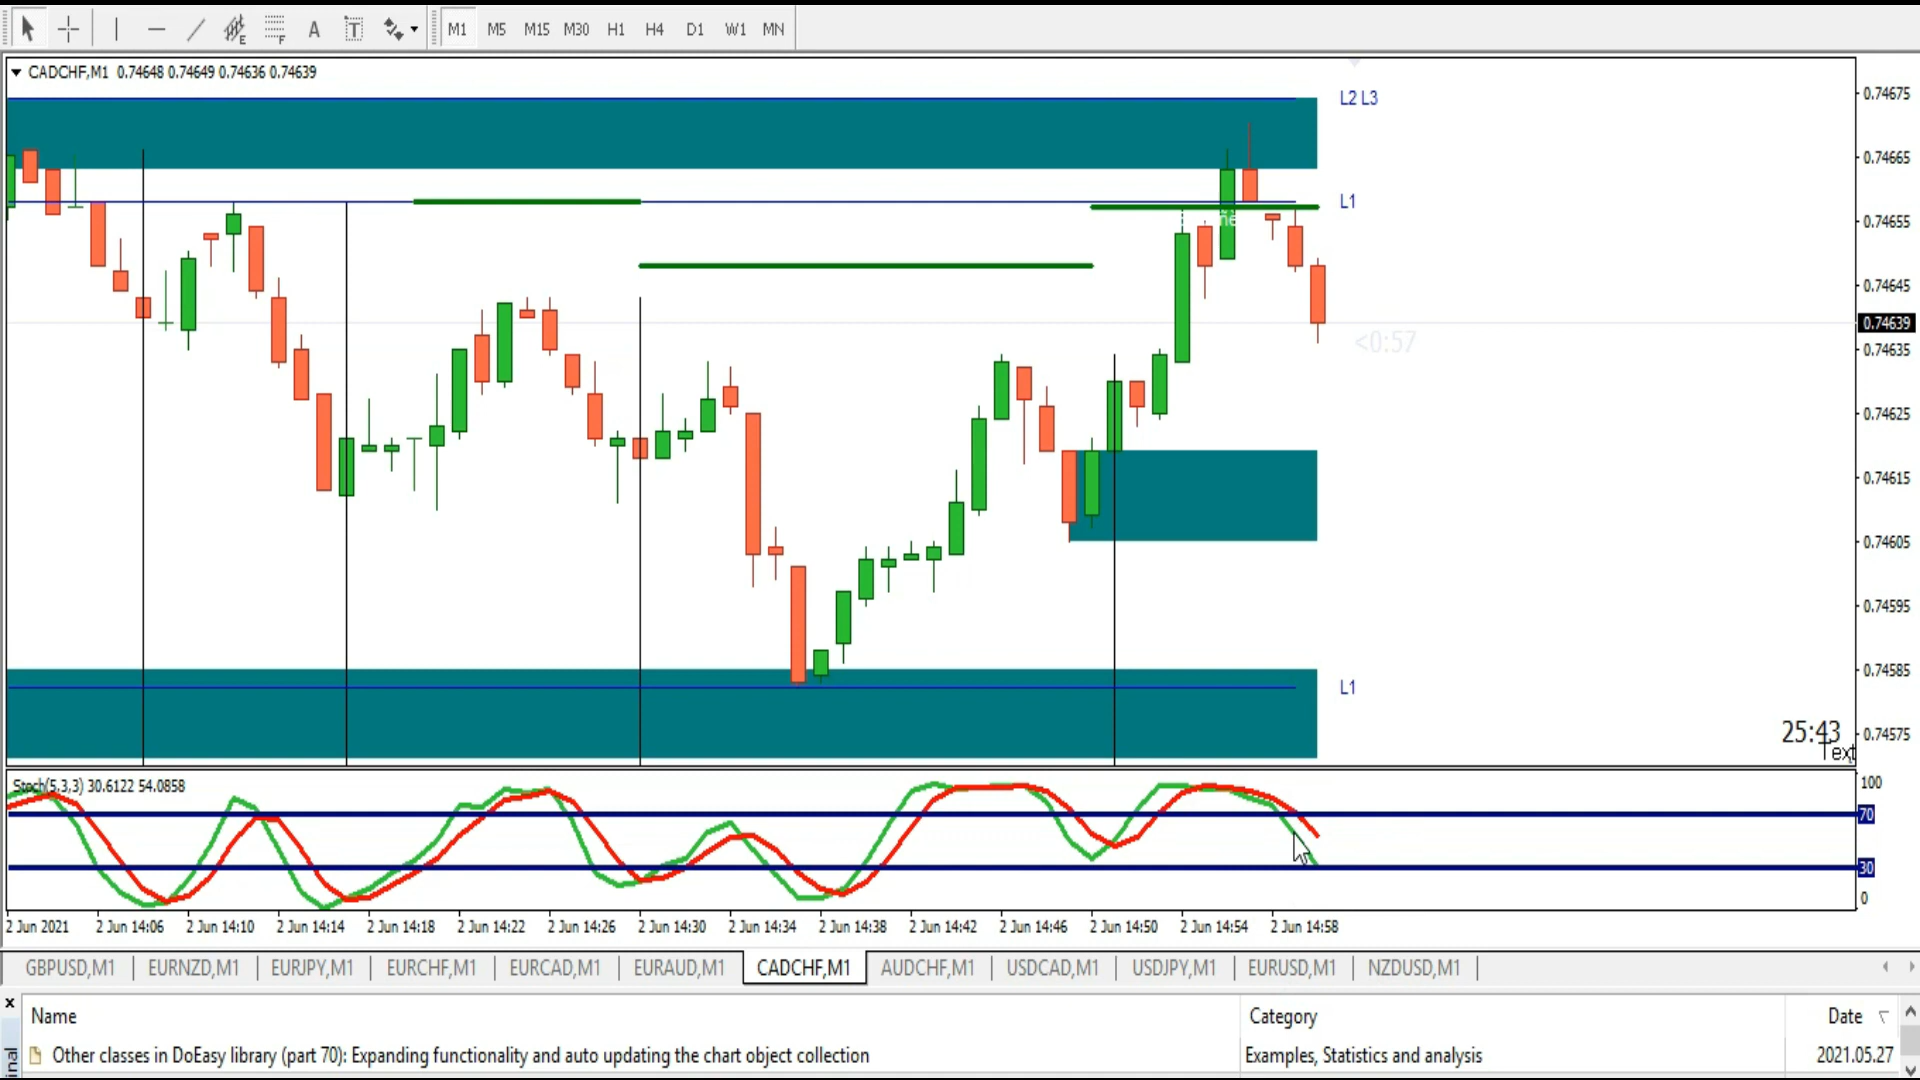 A
T
E
F
M1 M5 M15 M30 H1 H4 D1 W1 MN
CADCHF,M1 0.74648 0.74649 0.74636 0.74639
L2 L3
L1
<0:57
L1
25:43
Text
0.74675
0.74665
0.74655
0.74645
0.74639
0.74635
0.74625
0.74615
0.74605
0.74595
0.74585
0.74575
Stoch(5,3,3) 30.6122 54.0858
100
70
30
0
2 Jun 2021 2 Jun 14:06 2 Jun 14:10 2 Jun 14:14 2 Jun 14:18 2 Jun 14:22 2 Jun 14:26 2 Jun 14:30 2 Jun 14:34 2 Jun 14:38 2 Jun 14:42 2 Jun 14:46 2 Jun 14:50 2 Jun 14:54 2 Jun 14:58
GBPUSD,M1 EURNZD,M1 EURJPY,M1 EURCHF,M1 EURCAD,M1 EURAUD,M1 CADCHF,M1 AUDCHF,M1 USDCAD,M1 USDJPY,M1 EURUSD,M1 NZDUSD,M1
Name Category Date
Other classes in DoEasy library (part 70): Expanding functionality and auto updating the chart object collection Examples, Statistics and analysis 2021.05.27